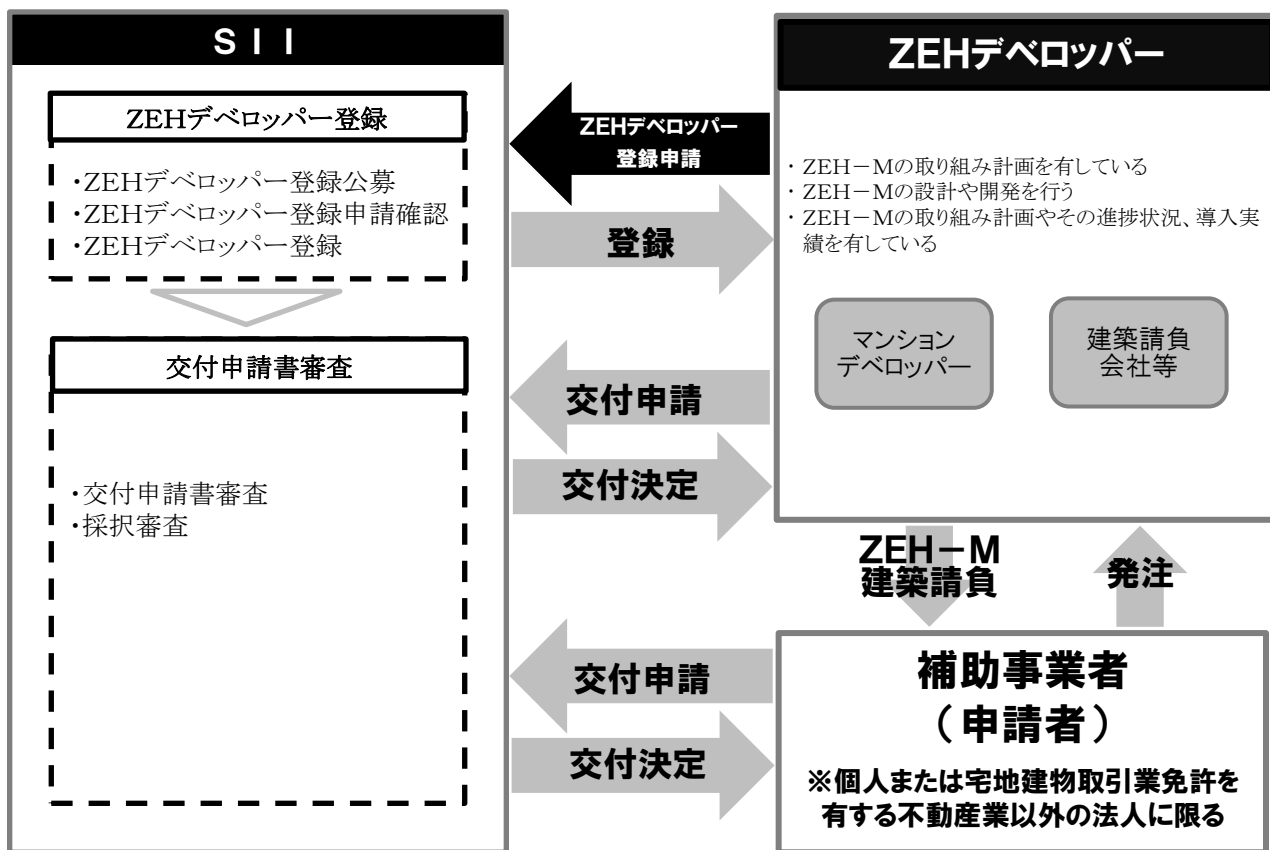 ＳＩＩ
ZEHデベロッパー登録
・ZEHデベロッパー登録公募
・ZEHデベロッパー登録申請確認
・ZEHデベロッパー登録
交付申請書審査
・交付申請書審査
・採択審査
ZEHデベロッパー
登録申請
登録
交付申請
交付決定
交付申請
交付決定
ZEHデベロッパー
・ZEH－Mの取り組み計画を有している
・ZEH－Mの設計や開発を行う
・ZEH－Mの取り組み計画やその進捗状況、導入実
績を有している
マンション
デベロッパー
建築請負
会社等
ZEH－M
建築請負
発注
補助事業者
（申請者）
※個人または宅地建物取引業免許を
有する不動産業以外の法人に限る